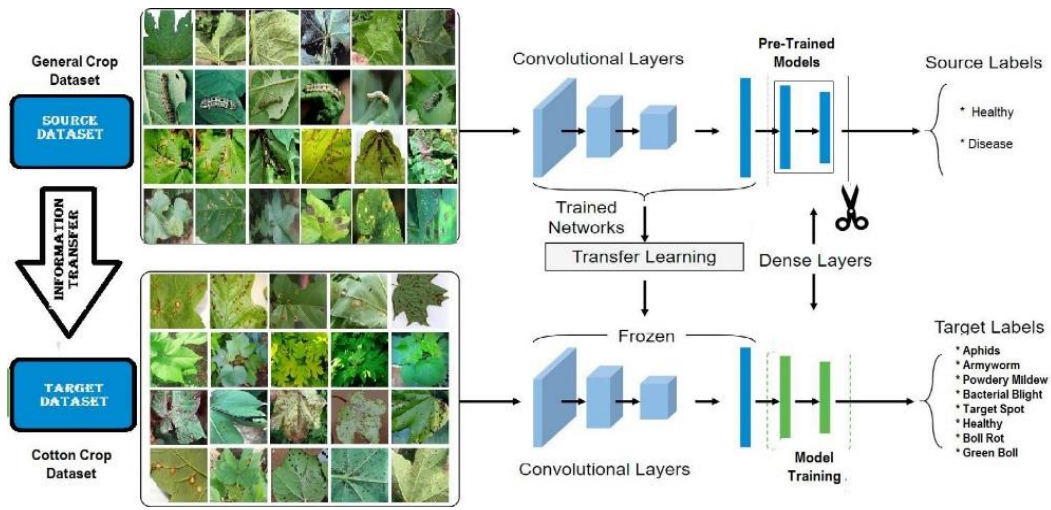 General Crop
Dataset
SOURCE
DATASET
INFORMATION
TRANSFER
TARGET
DATASET
Cotton Crop
Dataset
Convolutional Layers
Pre-Trained
Models
Source Labels
* Healthy
* Disease
Trained
Networks
Transfer Learning
Dense Layers
Frozen
Convolutional Layers
Model
Training
Target Labels
* Aphids
* Armyworm
* Powdery Mildew
* Bacterial Blight
* Target Spot
* Healthy
* Boll Rot
* Green Boll